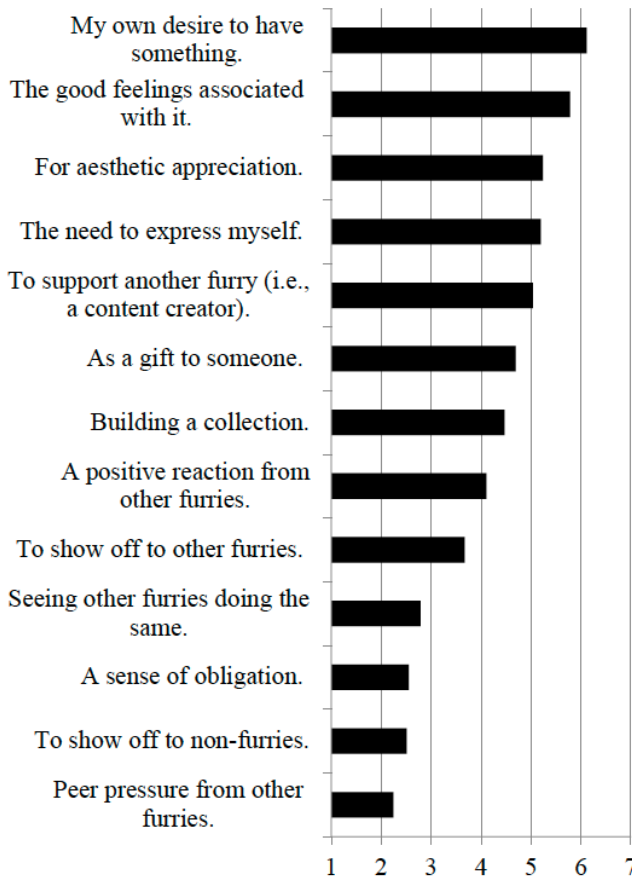 My own desire to have
something.
The good feelings associated
with it.
For aesthetic appreciation.
The need to express myself.
To support another furry (i.e.,
a content creator).
As a gift to someone.
Building a collection.
A positive reaction from
other furries.
To show off to other furries.
Seeing other furries doing the
same.
A sense of obligation.
To show off to non-furries.
Peer pressure from other
furries.
1 2 3 4 5 6 7